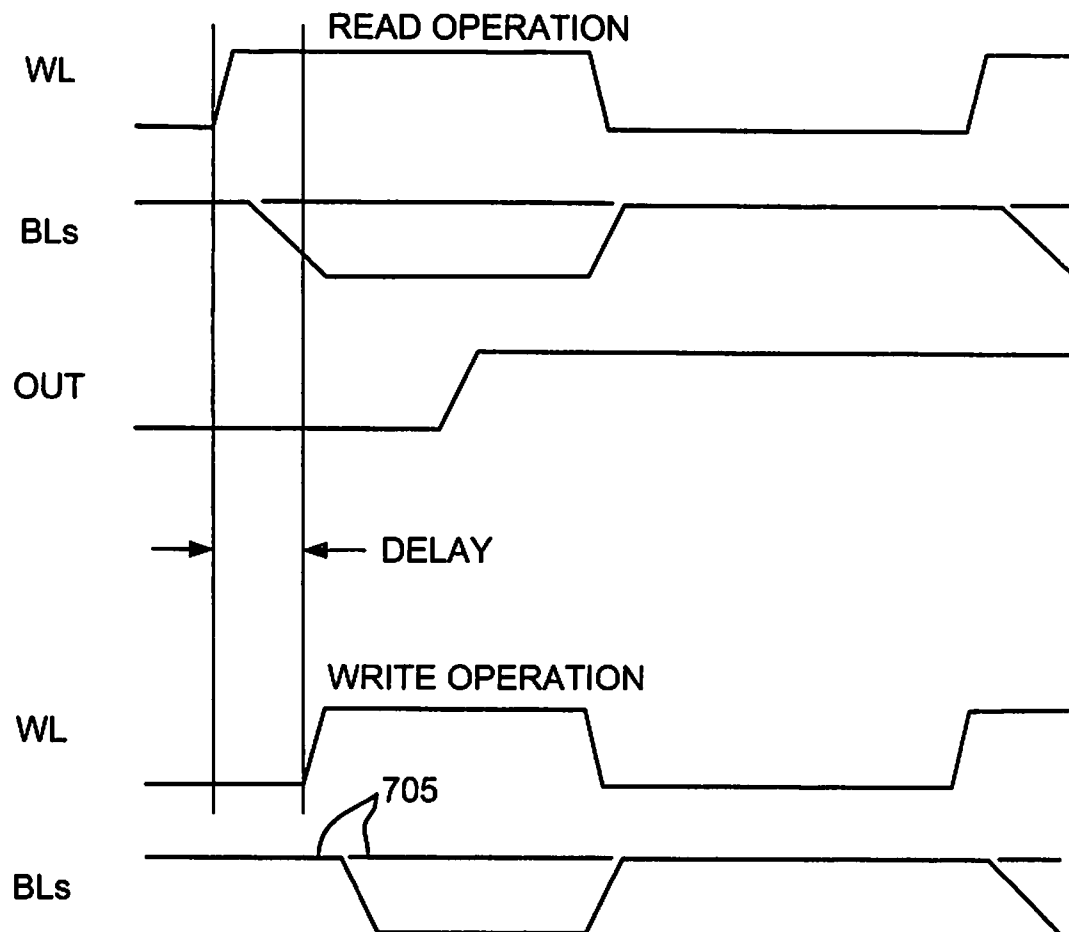 READ OPERATION
WL
BLs
OUT
DELAY
WRITE OPERATION
WL
705
BLs